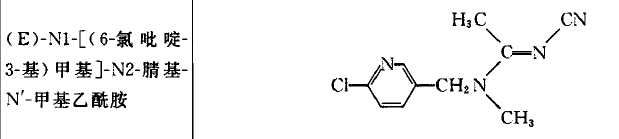 (E)-N1-[(6-氯吡啶-
3-基)甲基]-N2-腈基-
N′-甲基乙酰胺
H₃C
CN
C=N
N
Cl
CH₂N
CH₃